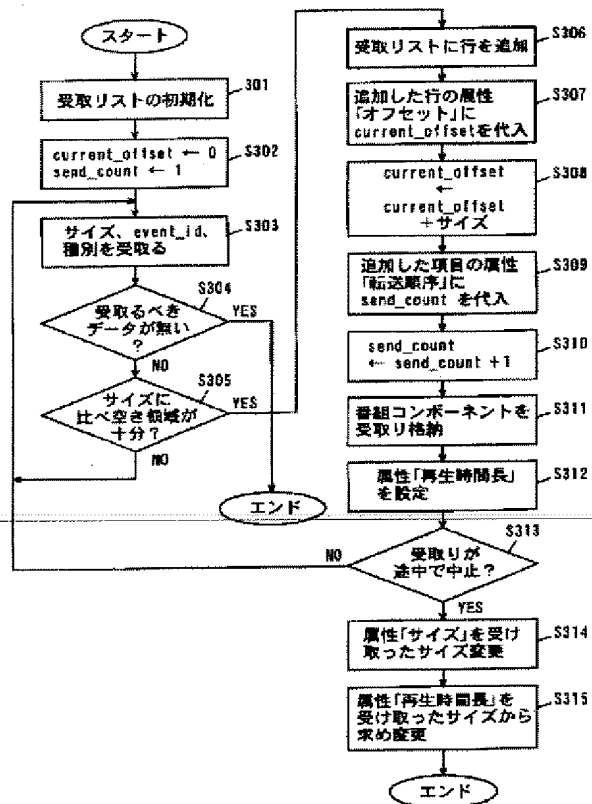 スタート
受取リストの初期化
301
current_offset ← 0
send_count ← 1
S302
サイズ、event_id、
種別を受取る
S303
受取るべき
データが無い
?
S304
YES
NO
サイズに
比べ空き領域が
十分?
S305
YES
NO
エンド
受取リストに行を追加
S306
追加した行の属性
「オフセット」に
current_offsetを代入
S307
current_offset
←
current_offset
+サイズ
S308
追加した項目の属性
「転送順序」に
send_count を代入
S309
send_count
← send_count +1
S310
番組コンポーネントを
受取り格納
S311
属性「再生時間長」
を設定
S312
受取りが
途中で中止?
S313
NO
YES
属性「サイズ」を受け
取ったサイズ変更
S314
属性「再生時間長」を
受け取ったサイズから
求め変更
S315
エンド